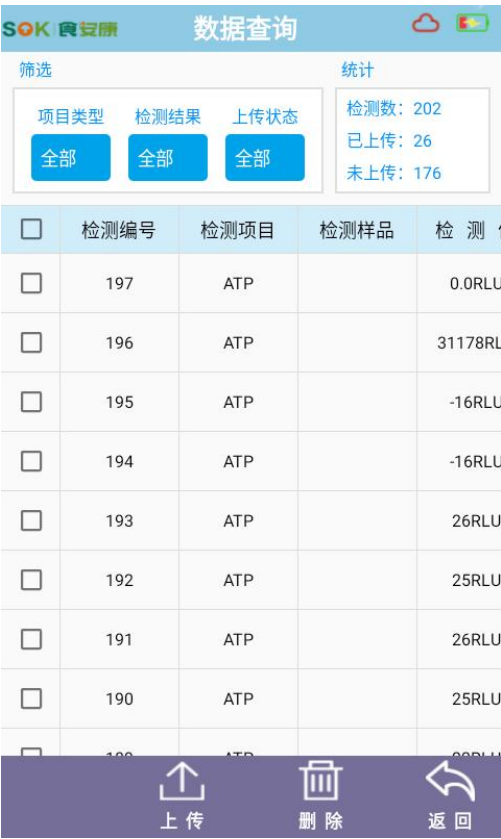 SOK 食安康 数据查询
筛选 统计
项目类型 检测结果 上传状态
全部 全部 全部
检测数：202
已上传：26
未上传：176
检测编号 检测项目 检测样品 检 测
197 ATP 0.0RLU
196 ATP 31178RL
195 ATP -16RLU
194 ATP -16RLU
193 ATP 26RLU
192 ATP 25RLU
191 ATP 26RLU
190 ATP 25RLU
上传 删除 返回